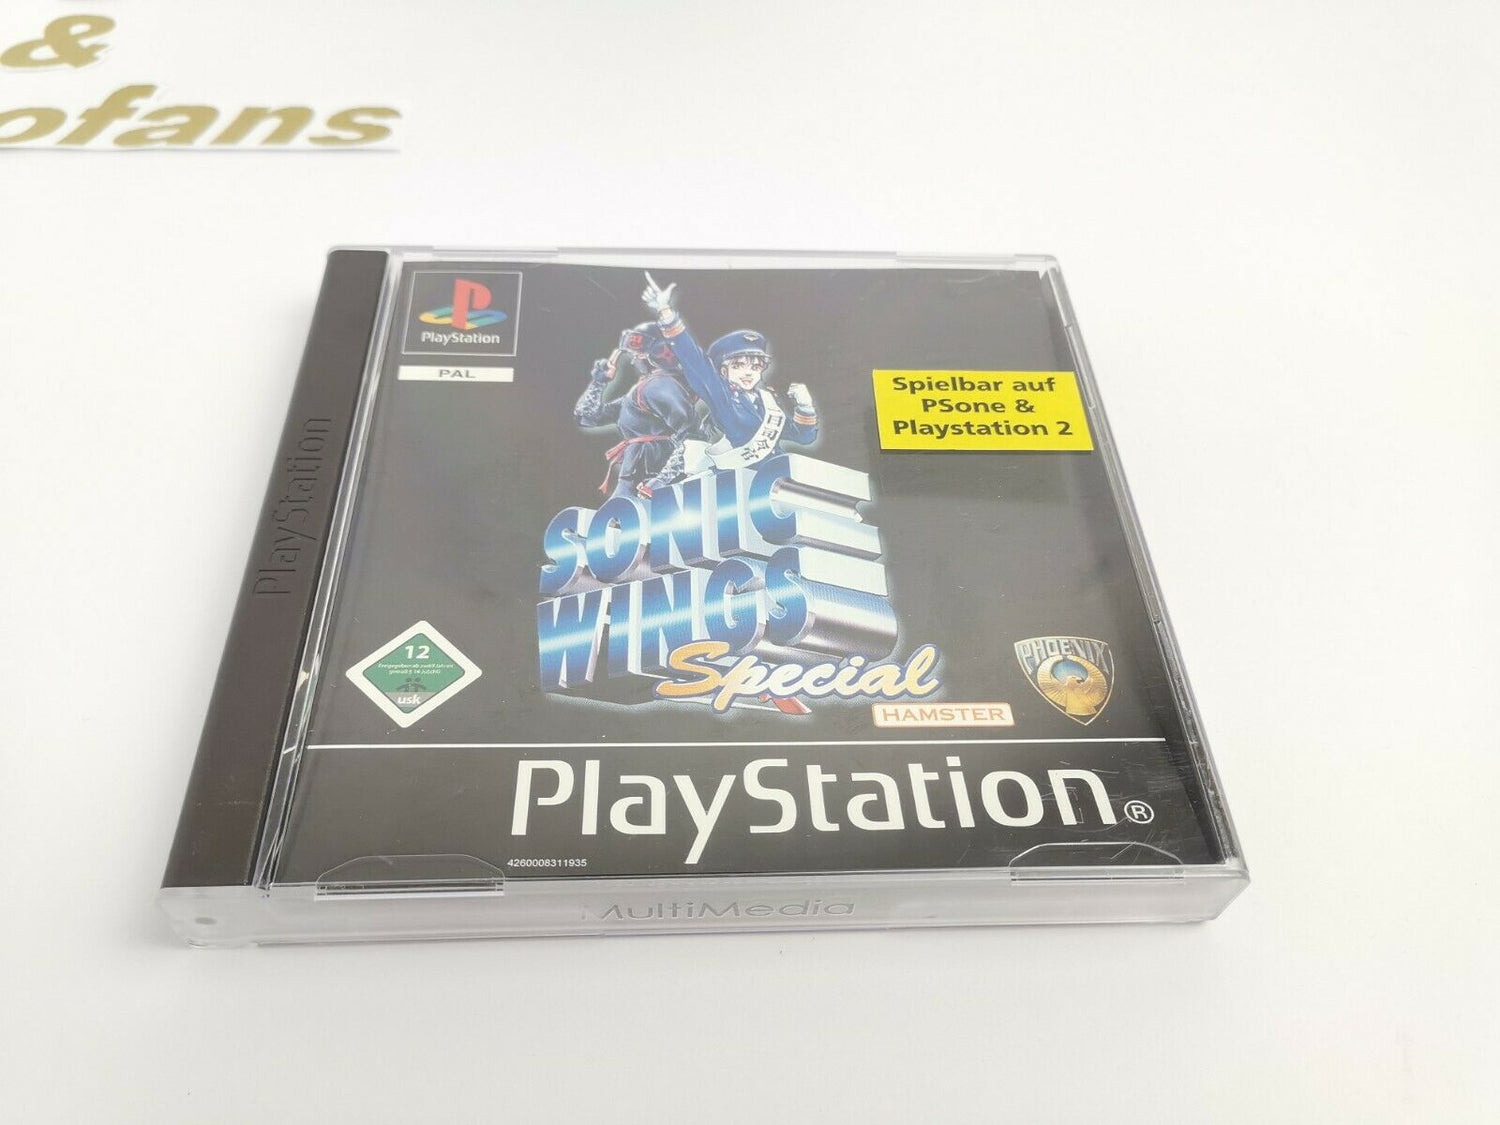 &
ofans
PlayStation
PlayStation
PAL
Spielbar auf
PSone &
Playstation 2
SONIC
WINGS
Special
12
usk
HAMSTER
PHOENIX
PlayStation®
4260008311935
MultiMedia